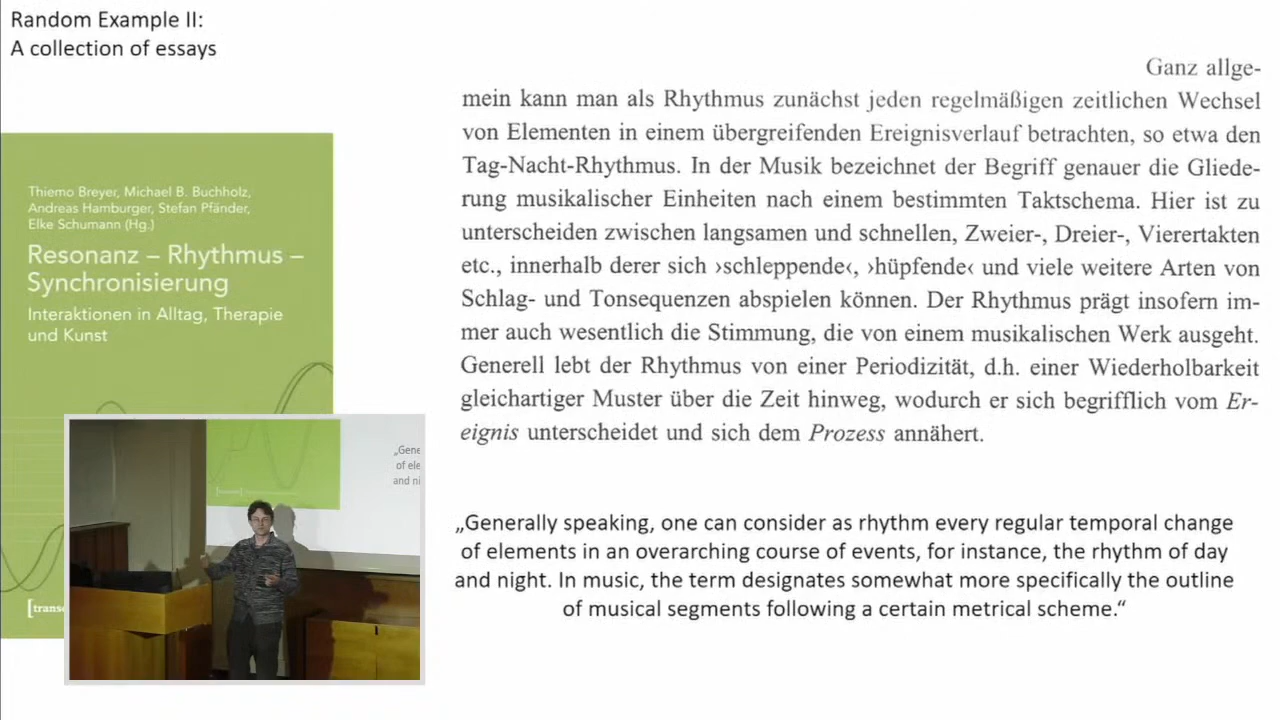 Random Example II:
A collection of essays
Thiemo Breyer, Michael B. Buchholz,
Andreas Hamburger, Stefan Pfänder,
Elke Schumann (Hg.)
Resonanz – Rhythmus –
Synchronisierung
Interaktionen in Alltag, Therapie
und Kunst
Ganz allge-
mein kann man als Rhythmus zunächst jeden regelmäßigen zeitlichen Wechsel
von Elementen in einem übergreifenden Ereignisverlauf betrachten, so etwa den
Tag-Nacht-Rhythmus. In der Musik bezeichnet der Begriff genauer die Gliede-
rung musikalischer Einheiten nach einem bestimmten Taktschema. Hier ist zu
unterscheiden zwischen langsamen und schnellen, Zweier-, Dreier-, Vierertakten
etc., innerhalb derer sich ›schleppende‹, ›hüpfende‹ und viele weitere Arten von
Schlag- und Tonsequenzen abspielen können. Der Rhythmus prägt insofern im-
mer auch wesentlich die Stimmung, die von einem musikalischen Werk ausgeht.
Generell lebt der Rhythmus von einer Periodizität, d.h. einer Wiederholbarkeit
gleichartiger Muster über die Zeit hinweg, wodurch er sich begrifflich vom Er-
eignis unterscheidet und sich dem Prozess annähert.
„Generally speaking, one can consider as rhythm every regular temporal change
of elements in an overarching course of events, for instance, the rhythm of day
and night. In music, the term designates somewhat more specifically the outline
of musical segments following a certain metrical scheme.“
[trans
„Gene
of ele
and ni